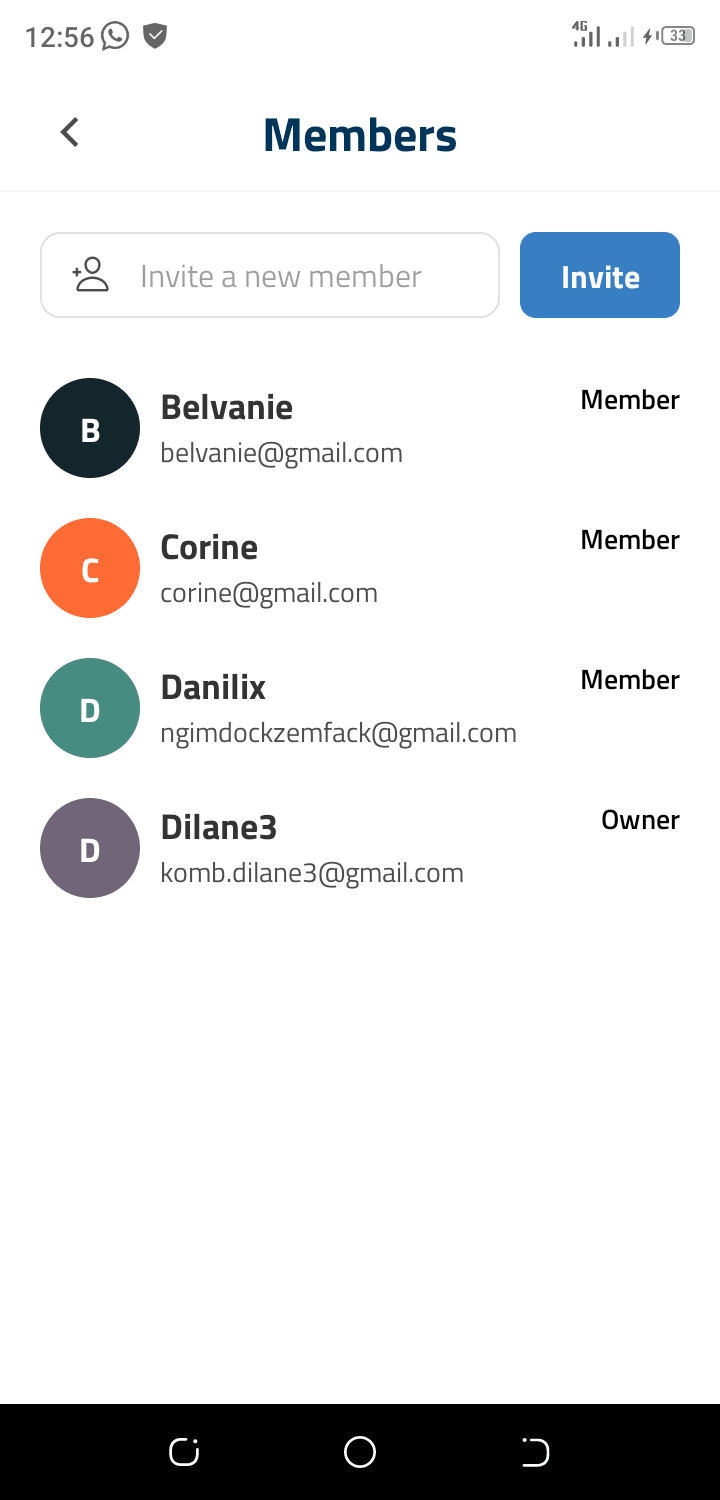 12:56 4G 33
Members
Invite a new member Invite
B Belvanie Member
belvanie@gmail.com
C Corine Member
corine@gmail.com
D Danilix Member
ngimdockzemfack@gmail.com
D Dilane3 Owner
komb.dilane3@gmail.com